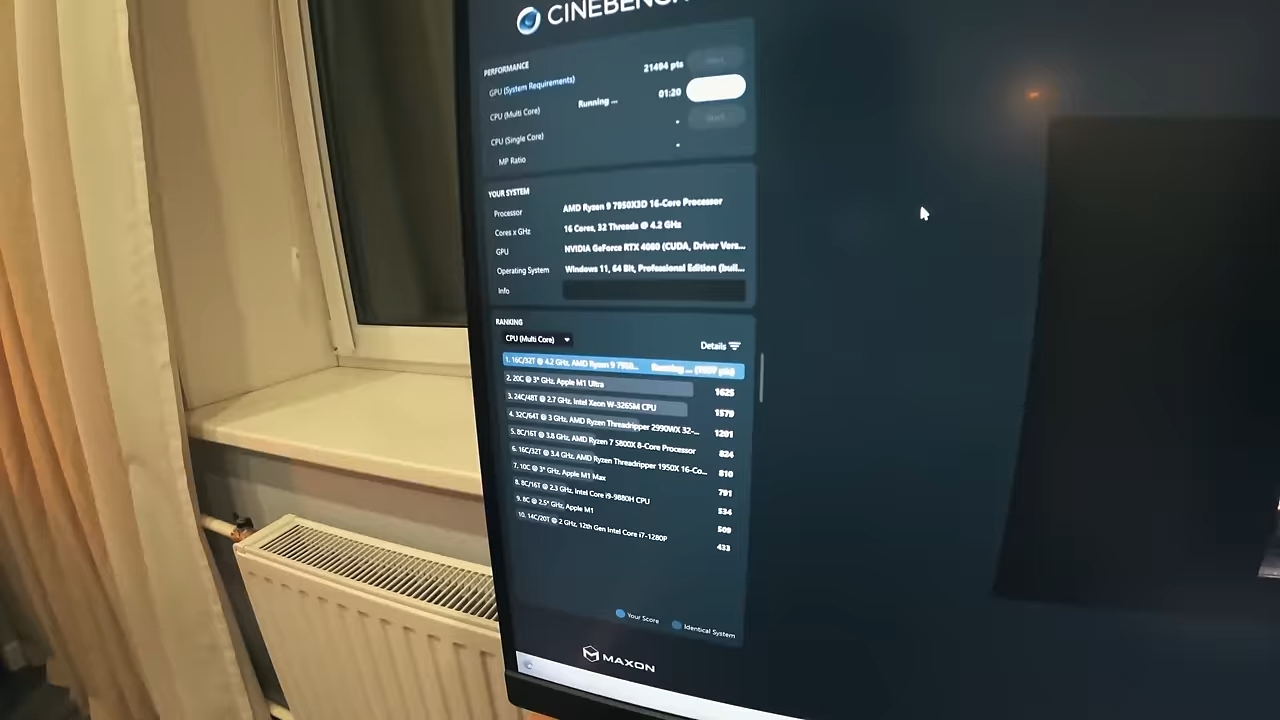 CINEBENCH
PERFORMANCE
GPU (System Requirements) 21494 pts
CPU (Multi Core) Running ... 01:20
CPU (Single Core)
MP Ratio
YOUR SYSTEM
Processor AMD Ryzen 9 7950X3D 16-Core Processor
Cores x GHz 16 Cores, 32 Threads @ 4.2 GHz
GPU NVIDIA GeForce RTX 4080 (CUDA, Driver Vers...
Operating System Windows 11, 64 Bit, Professional Edition (buil...
Info
RANKING
CPU (Multi Core) Details
1. 16C/32T @ 4.2 GHz, AMD Ryzen 9 7950... Running ...
2. 20C @ 3* GHz, Apple M1 Ultra 1625
3. 24C/48T @ 2.7 GHz, Intel Xeon W-3265M CPU 1579
4. 32C/64T @ 3 GHz, AMD Ryzen Threadripper 2990WX 32-... 1201
5. 8C/16T @ 3.8 GHz, AMD Ryzen 7 5800X 8-Core Processor 824
6. 16C/32T @ 3.4 GHz, AMD Ryzen Threadripper 1950X 16-Co... 810
7. 10C @ 3* GHz, Apple M1 Max 791
8. 8C/16T @ 2.3 GHz, Intel Core i9-9880H CPU 534
9. 8C @ 2.5* GHz, Apple M1 509
10. 14C/20T @ 2 GHz, 12th Gen Intel Core i7-1280P 433
Your Score Identical System
MAXON